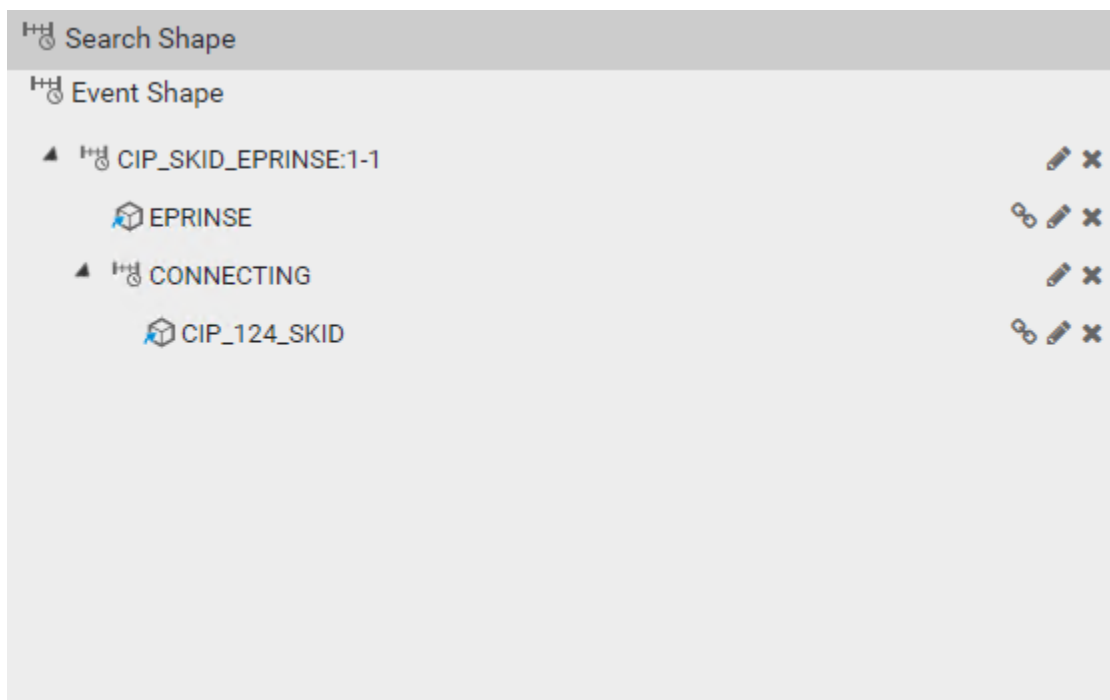 Search Shape
Event Shape
CIP_SKID_EPRINSE:1-1
EPRINSE
CONNECTING
CIP_124_SKID